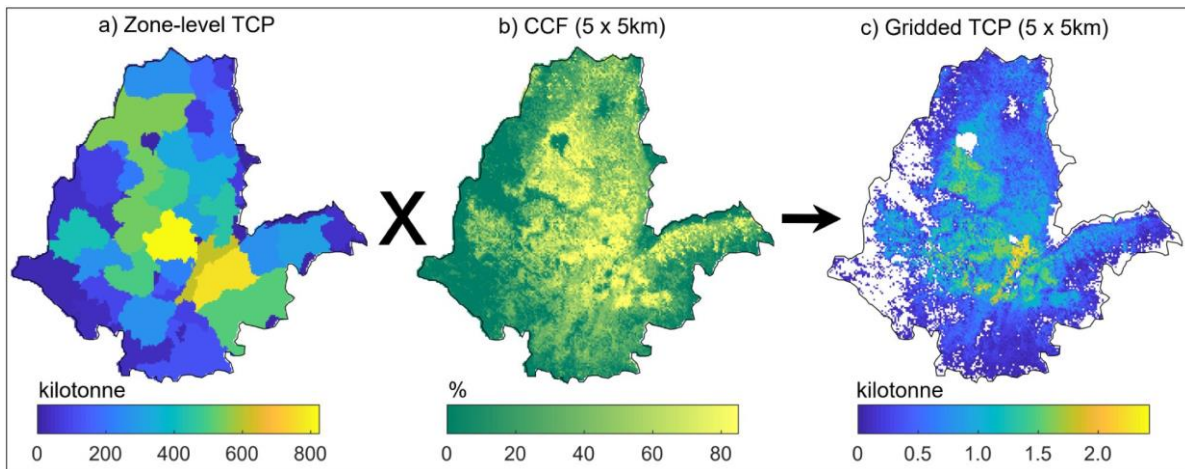 a) Zone-level TCP
b) CCF (5 x 5km)
c) Gridded TCP (5 x 5km)
X
kilotonne
%
kilotonne
0 200 400 600 800
0 20 40 60 80
0 0.5 1.0 1.5 2.0